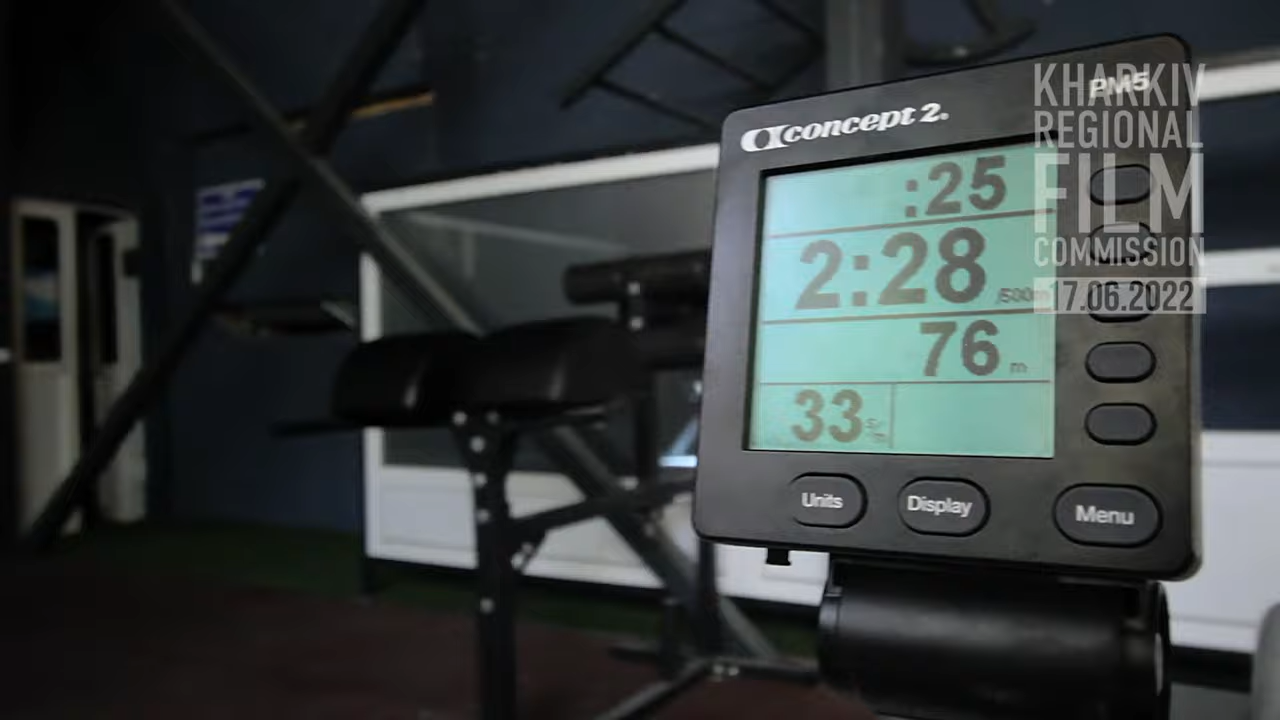 concept 2.
PM5
:25
2:28 /500m
76 m
33 s/m
Units
Display
Menu
KHARKIV
REGIONAL
FILM
COMMISSION
17.06.2022